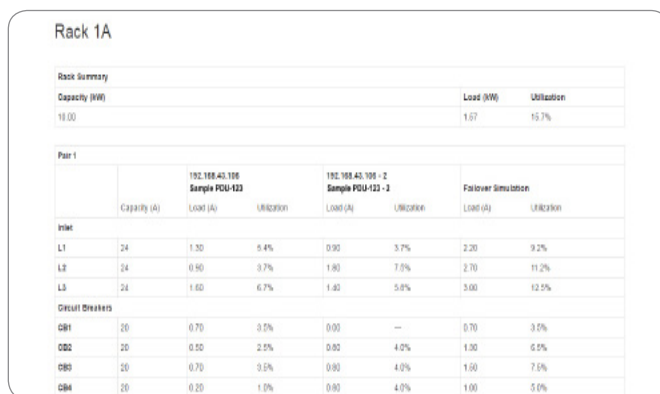 Rack 1A
Rack Summary
Capacity (kW) Load (kW) Utilization
10.00 1.57 15.7%
Pair 1
192.168.43.106 192.168.43.106 - 2
Sample PDU-123 Sample PDU-123 - 2 Failover Simulation
Capacity (A) Load (A) Utilization Load (A) Utilization Load (A) Utilization
Inlet
L1 24 1.30 5.4% 0.90 3.7% 2.20 9.2%
L2 24 0.90 3.7% 1.80 7.5% 2.70 11.2%
L3 24 1.60 6.7% 1.40 5.8% 3.00 12.5%
Circuit Breakers
CB1 20 0.70 3.5% 0.00 — 0.70 3.5%
CB2 20 0.50 2.5% 0.80 4.0% 1.30 6.5%
CB3 20 0.70 3.5% 0.80 4.0% 1.50 7.5%
CB4 20 0.20 1.0% 0.80 4.0% 1.00 5.0%